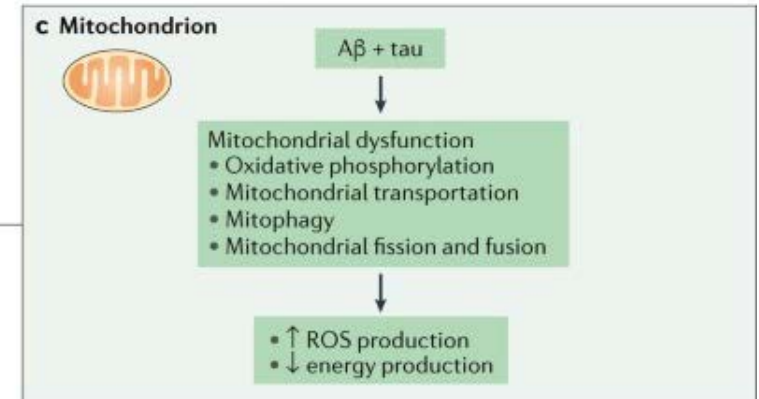 c Mitochondrion
Aβ + tau
Mitochondrial dysfunction
• Oxidative phosphorylation
• Mitochondrial transportation
• Mitophagy
• Mitochondrial fission and fusion
• ↑ ROS production
• ↓ energy production